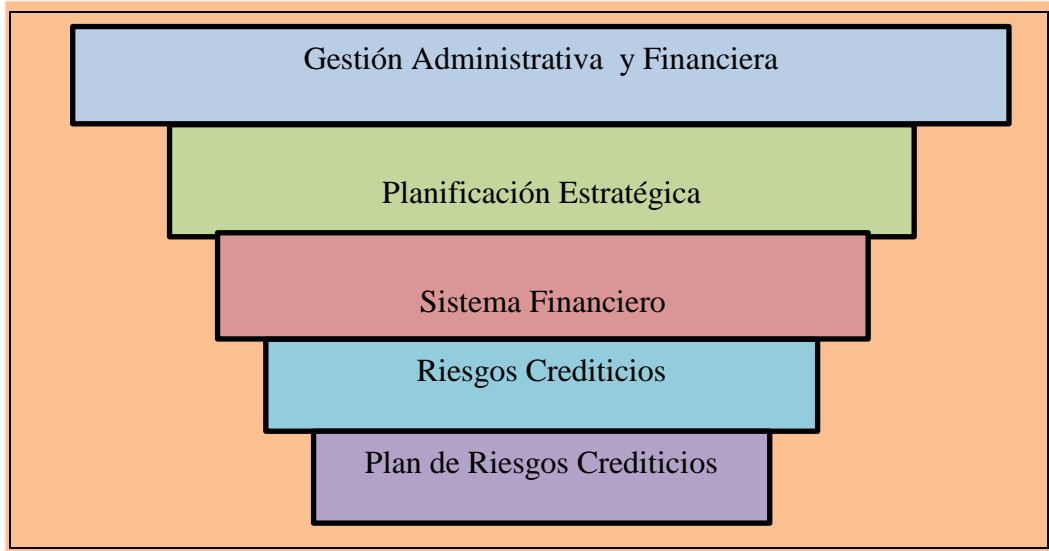 Gestión Administrativa y Financiera
Planificación Estratégica
Sistema Financiero
Riesgos Crediticios
Plan de Riesgos Crediticios